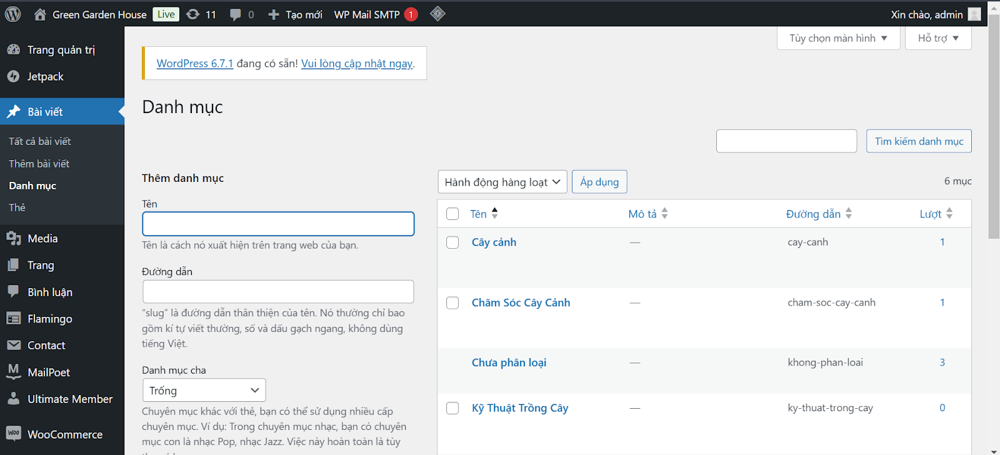 Green Garden House Live 11 0 Tạo mới WP Mail SMTP 1 Xin chào, admin
Trang quản trị
Jetpack
Bài viết
Tất cả bài viết
Thêm bài viết
Danh mục
Thẻ
Media
Trang
Bình luận
Flamingo
Contact
MailPoet
Ultimate Member
WooCommerce
Tùy chọn màn hình Hỗ trợ
WordPress 6.7.1 đang có sẵn! Vui lòng cập nhật ngay.
Danh mục
Tìm kiếm danh mục
Thêm danh mục
Tên
Tên là cách nó xuất hiện trên trang web của bạn.
Đường dẫn
“slug” là đường dẫn thân thiện của tên. Nó thường chỉ bao
gồm kí tự viết thường, số và dấu gạch ngang, không dùng
tiếng Việt.
Danh mục cha
Trống
Chuyên mục khác với thẻ, bạn có thể sử dụng nhiều cấp
chuyên mục. Ví dụ: Trong chuyên mục nhạc, bạn có chuyên
mục con là nhạc Pop, nhạc Jazz. Việc này hoàn toàn là tùy
Hành động hàng loạt Áp dụng 6 mục
Tên Mô tả Đường dẫn Lượt
Cây cảnh — cay-canh 1
Chăm Sóc Cây Cảnh — cham-soc-cay-canh 1
Chưa phân loại — khong-phan-loai 3
Kỹ Thuật Trồng Cây — ky-thuat-trong-cay 0